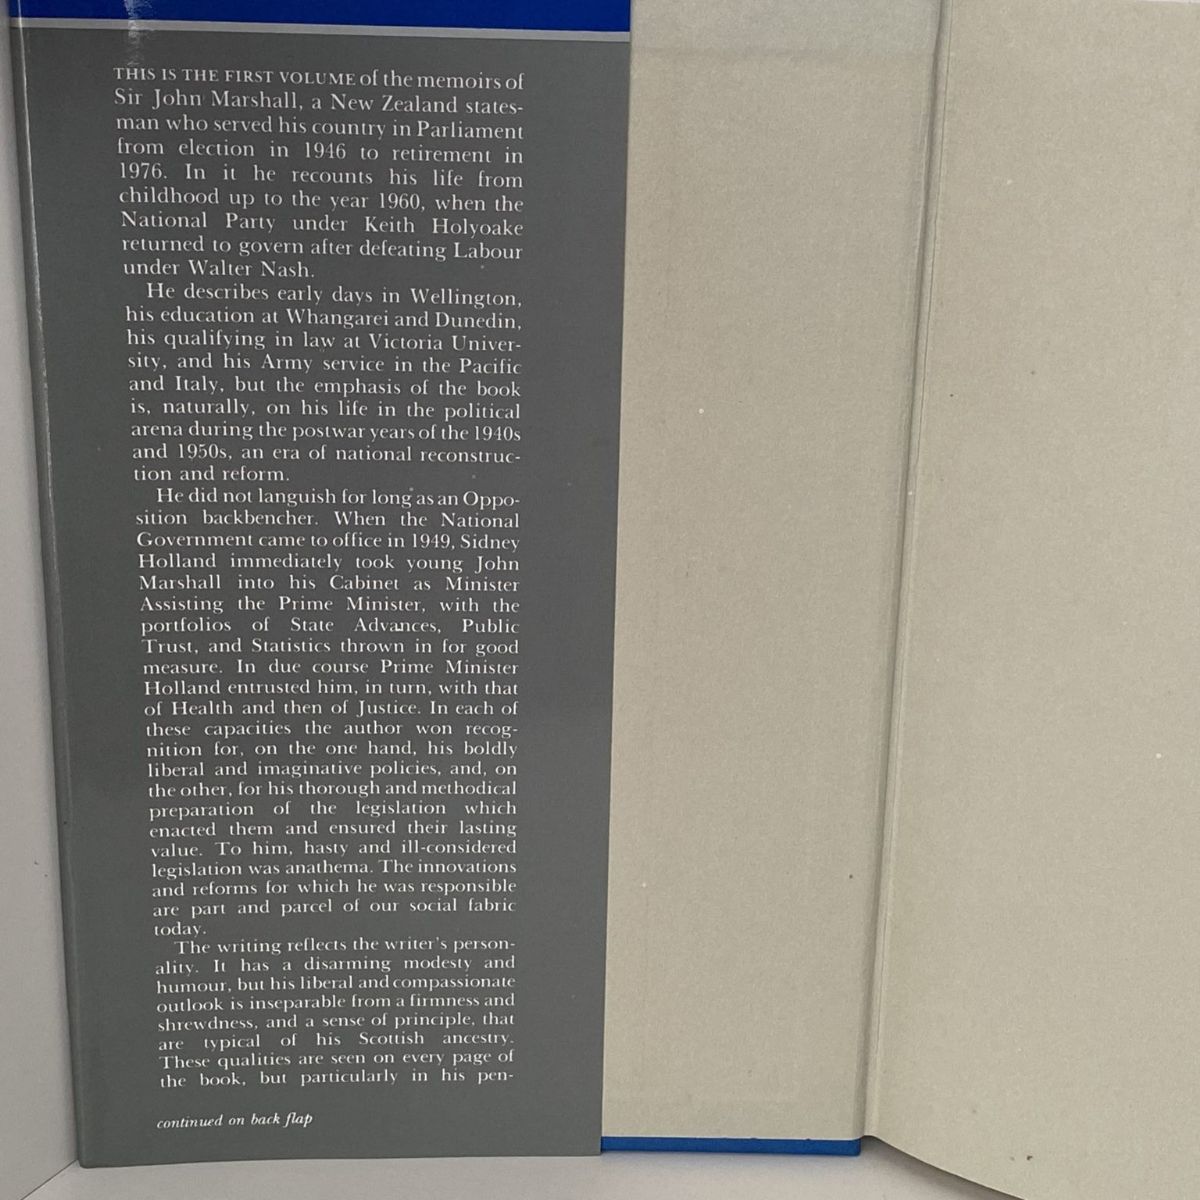 THIS IS THE FIRST VOLUME of the memoirs of
Sir John Marshall, a New Zealand states-
man who served his country in Parliament
from election in 1946 to retirement in
1976. In it he recounts his life from
childhood up to the year 1960, when the
National Party under Keith Holyoake
returned to govern after defeating Labour
under Walter Nash.
He describes early days in Wellington,
his education at Whangarei and Dunedin,
his qualifying in law at Victoria Univer-
sity, and his Army service in the Pacific
and Italy, but the emphasis of the book
is, naturally, on his life in the political
arena during the postwar years of the 1940s
and 1950s, an era of national reconstruc-
tion and reform.
He did not languish for long as an Oppo-
sition backbencher. When the National
Government came to office in 1949, Sidney
Holland immediately took young John
Marshall into his Cabinet as Minister
Assisting the Prime Minister, with the
portfolios of State Advances, Public
Trust, and Statistics thrown in for good
measure. In due course Prime Minister
Holland entrusted him, in turn, with that
of Health and then of Justice. In each of
these capacities the author won recog-
nition for, on the one hand, his boldly
liberal and imaginative policies, and, on
the other, for his thorough and methodical
preparation of the legislation which
enacted them and ensured their lasting
value. To him, hasty and ill-considered
legislation was anathema. The innovations
and reforms for which he was responsible
are part and parcel of our social fabric
today.
The writing reflects the writer's person-
ality. It has a disarming modesty and
humour, but his liberal and compassionate
outlook is inseparable from a firmness and
shrewdness, and a sense of principle, that
are typical of his Scottish ancestry.
These qualities are seen on every page of
the book, but particularly in his pen-
continued on back flap